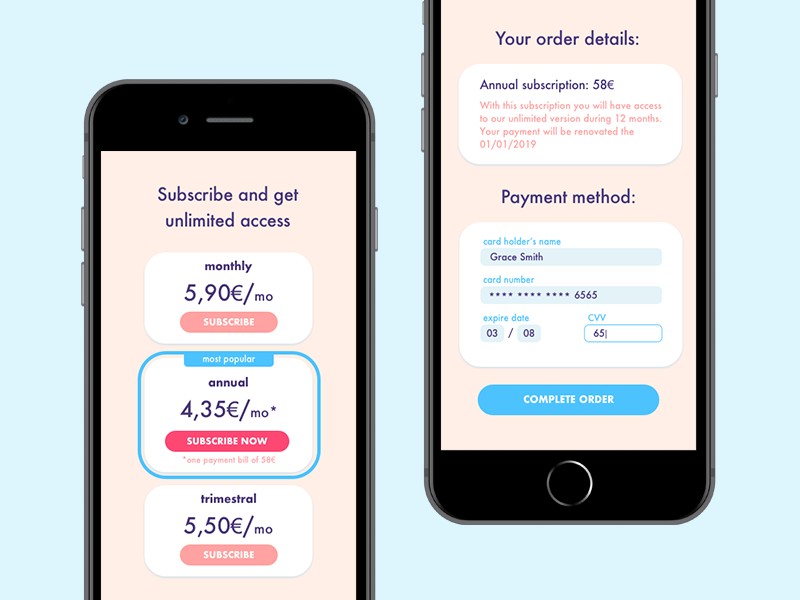 Subscribe and get
unlimited access
monthly
5,90€/mo
SUBSCRIBE
most popular
annual
4,35€/mo*
SUBSCRIBE NOW
*one payment bill of 58€
trimestral
5,50€/mo
SUBSCRIBE
Your order details:
Annual subscription: 58€
With this subscription you will have access
to our unlimited version during 12 months.
Your payment will be renovated the
01/01/2019
Payment method:
card holder's name
Grace Smith
card number
**** **** **** 6565
expire date
CVV
03 / 08
65
COMPLETE ORDER